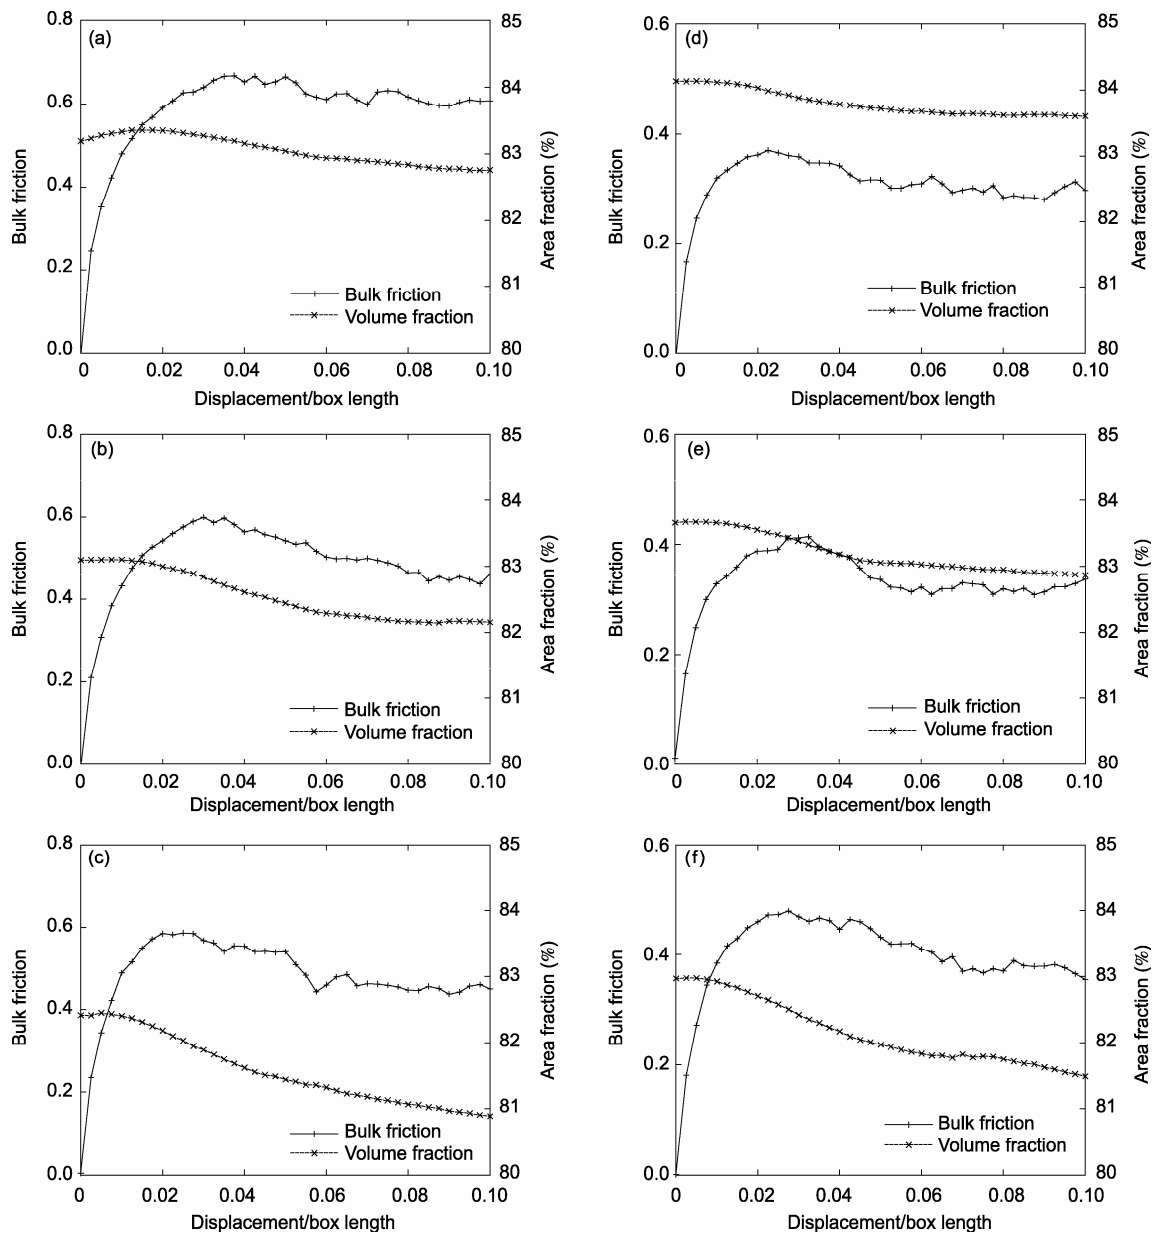 (a)
0.8
0.6
0.4
0.2
0.0
Bulk friction
85
84
83
82
81
80
Area fraction (%)
Bulk friction
Volume fraction
0 0.02 0.04 0.06 0.08 0.10
Displacement/box length
(d)
0.6
0.4
0.2
0.0
Bulk friction
85
84
83
82
81
80
Area fraction (%)
Bulk friction
Volume fraction
0 0.02 0.04 0.06 0.08 0.10
Displacement/box length
(b)
0.8
0.6
0.4
0.2
0.0
Bulk friction
85
84
83
82
81
80
Area fraction (%)
Bulk friction
Volume fraction
0 0.02 0.04 0.06 0.08 0.10
Displacement/box length
(e)
0.6
0.4
0.2
0.0
Bulk friction
85
84
83
82
81
80
Area fraction (%)
Bulk friction
Volume fraction
0 0.02 0.04 0.06 0.08 0.10
Displacement/box length
(c)
0.8
0.6
0.4
0.2
0.0
Bulk friction
85
84
83
82
81
80
Area fraction (%)
Bulk friction
Volume fraction
0 0.02 0.04 0.06 0.08 0.10
Displacement/box length
(f)
0.6
0.4
0.2
0.0
Bulk friction
85
84
83
82
81
80
Area fraction (%)
Bulk friction
Volume fraction
0 0.02 0.04 0.06 0.08 0.10
Displacement/box length